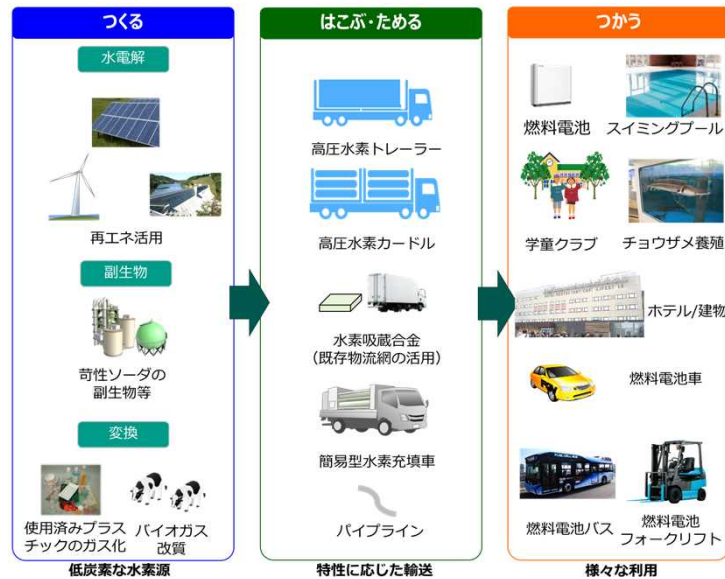 つくる
水電解
再エネ活用
副生物
苛性ソーダの
副生物等
変換
使用済みプラス
チックのガス化
バイオガス
改質
低炭素な水素源
はこぶ・ためる
高圧水素トレーラー
高圧水素カードル
水素吸蔵合金
（既存物流網の活用）
簡易型水素充填車
パイプライン
特性に応じた輸送
つかう
燃料電池
スイミングプール
学童クラブ
チョウザメ養殖
ホテル/建物
燃料電池車
燃料電池バス
燃料電池
フォークリフト
様々な利用